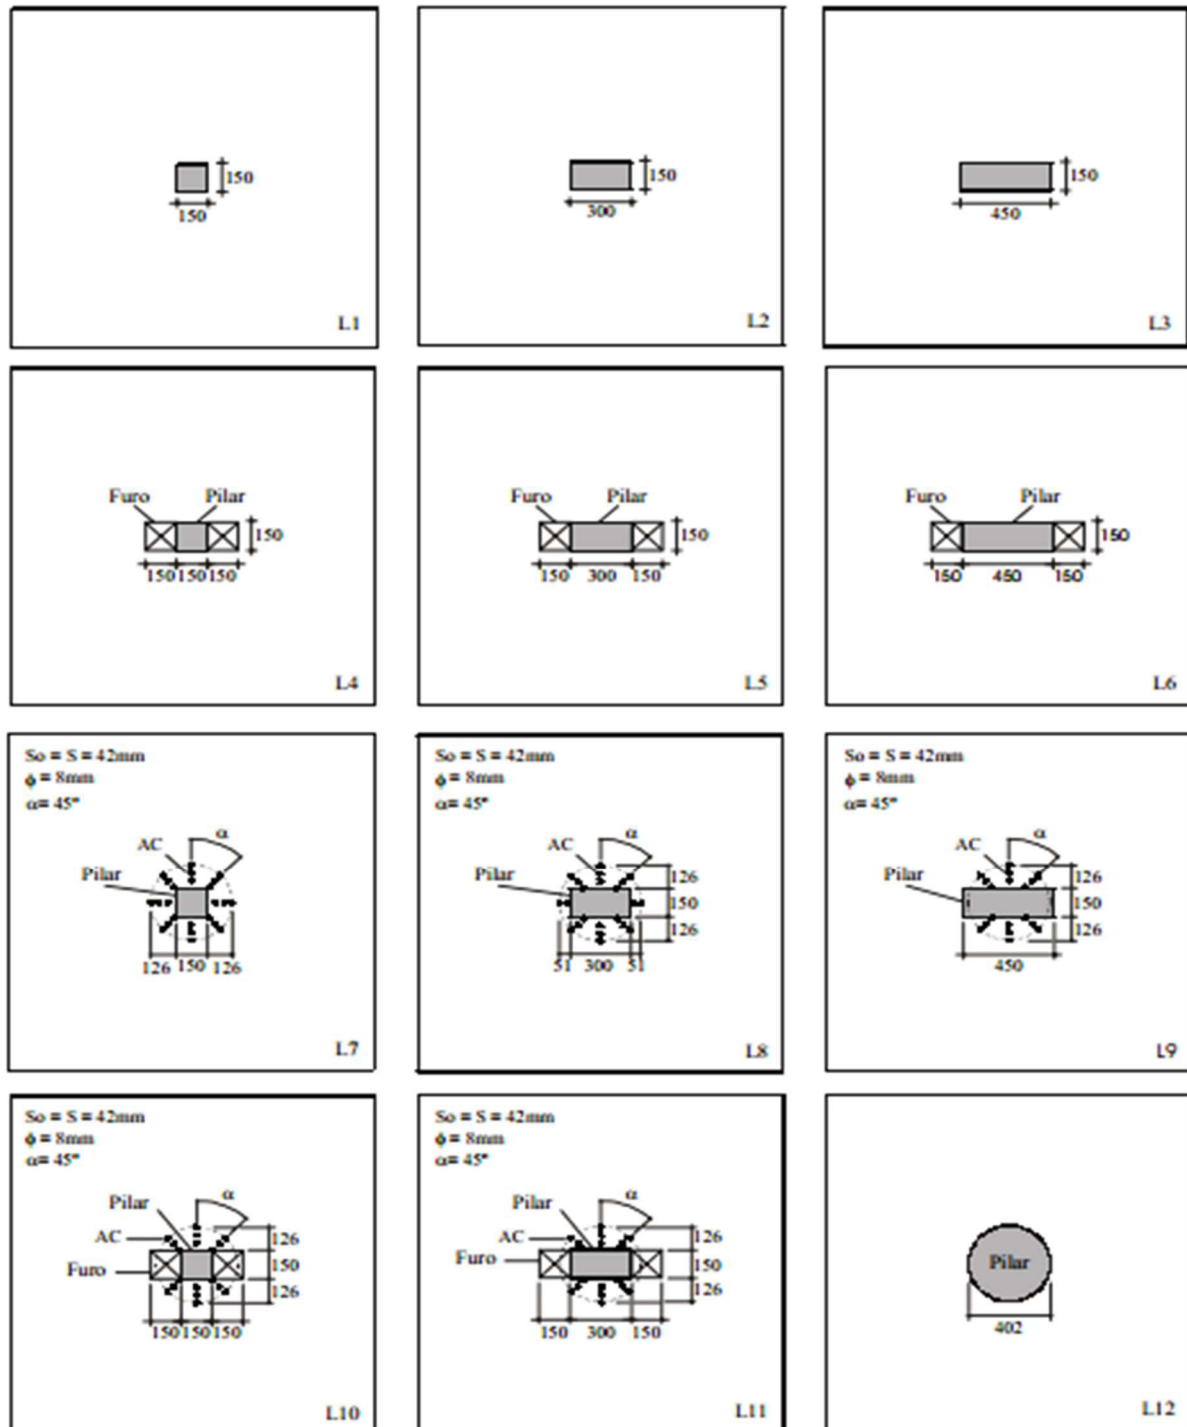 150
150
L1
150
300
L2
150
450
L3
Furo Pilar
150
150 150 150
L4
Furo Pilar
150
150 300 150
L5
Furo Pilar
150
150 450 150
L6
So = S = 42mm
ϕ = 8mm
α= 45°
α
AC
Pilar
126 150 126
L7
So = S = 42mm
ϕ = 8mm
α= 45°
α
AC
Pilar
126
150
126
51 300 51
L8
So = S = 42mm
ϕ = 8mm
α= 45°
α
AC
Pilar
126
150
126
450
L9
So = S = 42mm
ϕ = 8mm
α= 45°
Pilar
α
AC
Furo
126
150
126
150 150 150
L10
So = S = 42mm
ϕ = 8mm
α= 45°
Pilar
α
AC
Furo
126
150
126
150 300 150
L11
Pilar
402
L12